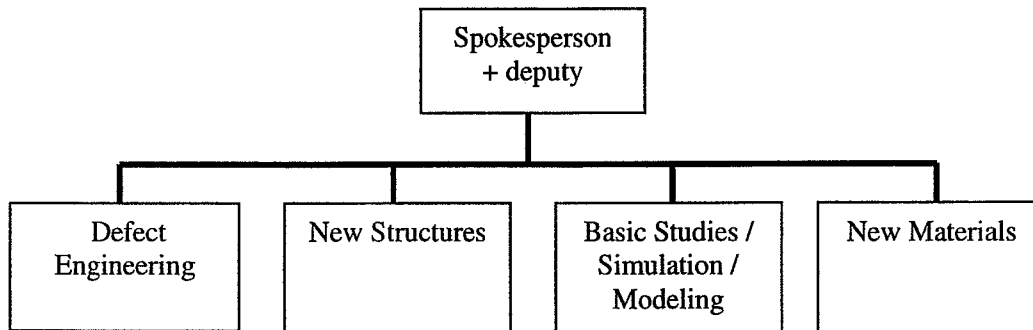 Spokesperson
+ deputy
Defect
Engineering
New Structures
Basic Studies /
Simulation /
Modeling
New Materials